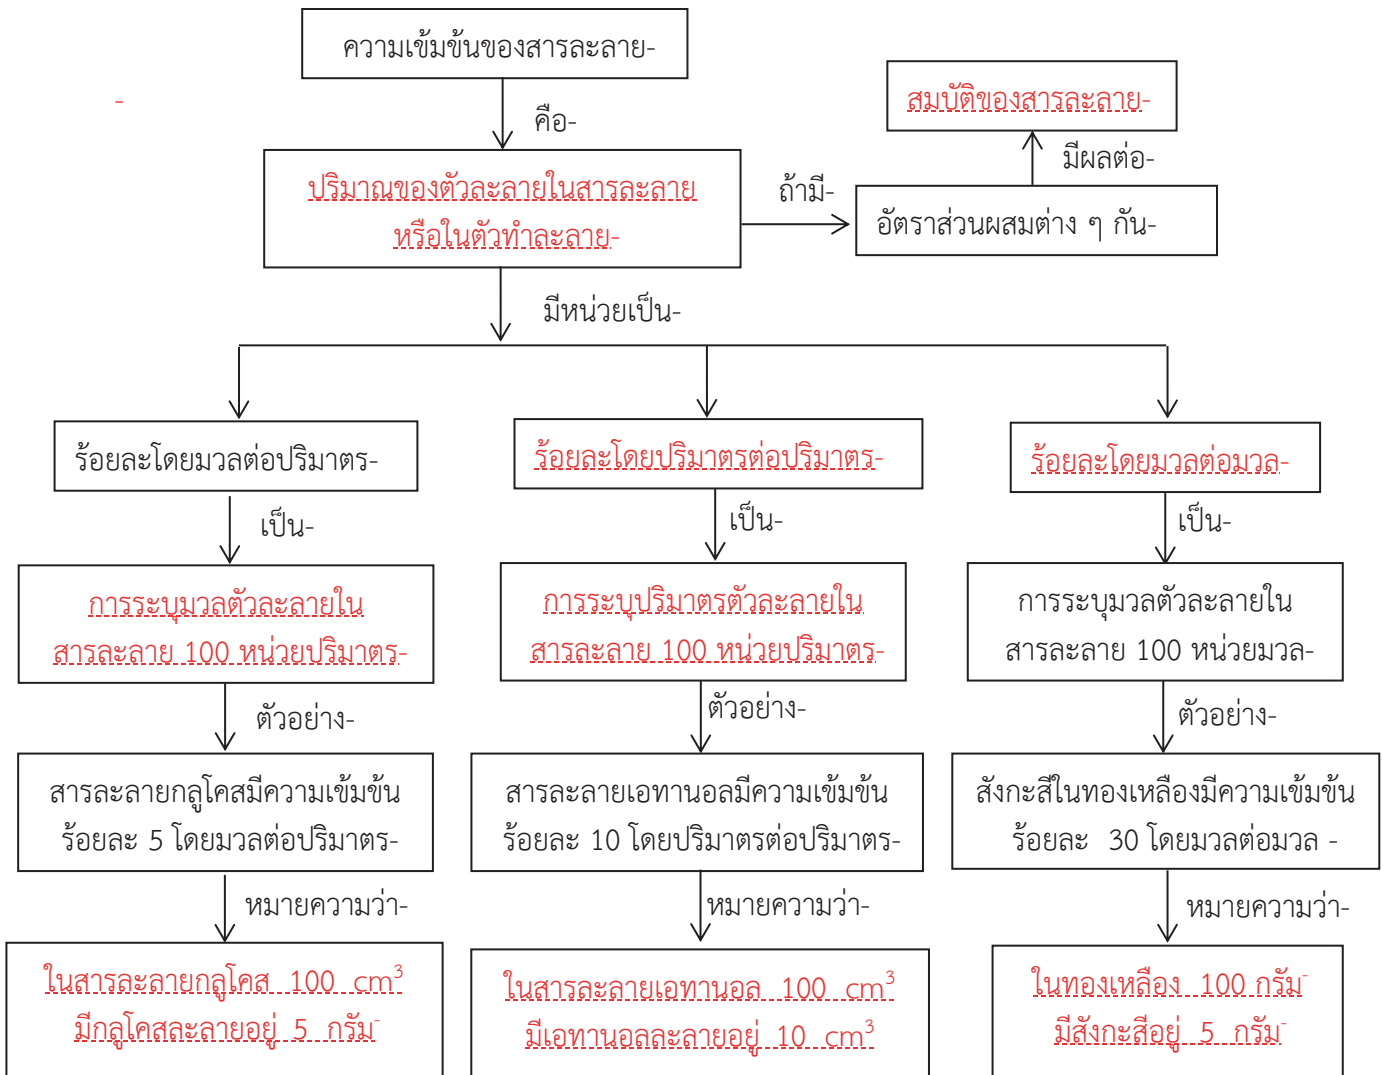 ความเข้มข้นของสารละลาย-
สมบัติของสารละลาย-
-
คือ-
มีผลต่อ-
ปริมาณของตัวละลายในสารละลาย
หรือในตัวทำละลาย-
ถ้ามี-
อัตราส่วนผสมต่าง ๆ กัน-
มีหน่วยเป็น-
ร้อยละโดยมวลต่อปริมาตร-
ร้อยละโดยปริมาตรต่อปริมาตร-
ร้อยละโดยมวลต่อมวล-
เป็น-
เป็น-
เป็น-
การระบุมวลตัวละลายใน
สารละลาย 100 หน่วยปริมาตร-
การระบุปริมาตรตัวละลายใน
สารละลาย 100 หน่วยปริมาตร-
การระบุมวลตัวละลายใน
สารละลาย 100 หน่วยมวล-
ตัวอย่าง-
ตัวอย่าง-
ตัวอย่าง-
สารละลายกลูโคสมีความเข้มข้น
ร้อยละ 5 โดยมวลต่อปริมาตร-
สารละลายเอทานอลมีความเข้มข้น
ร้อยละ 10 โดยปริมาตรต่อปริมาตร-
สังกะสีในทองเหลืองมีความเข้มข้น
ร้อยละ 30 โดยมวลต่อมวล -
หมายความว่า-
หมายความว่า-
หมายความว่า-
ในสารละลายกลูโคส 100 cm³
มีกลูโคสละลายอยู่ 5 กรัม-
ในสารละลายเอทานอล 100 cm³
มีเอทานอลละลายอยู่ 10 cm³
ในทองเหลือง 100 กรัม-
มีสังกะสีอยู่ 5 กรัม-